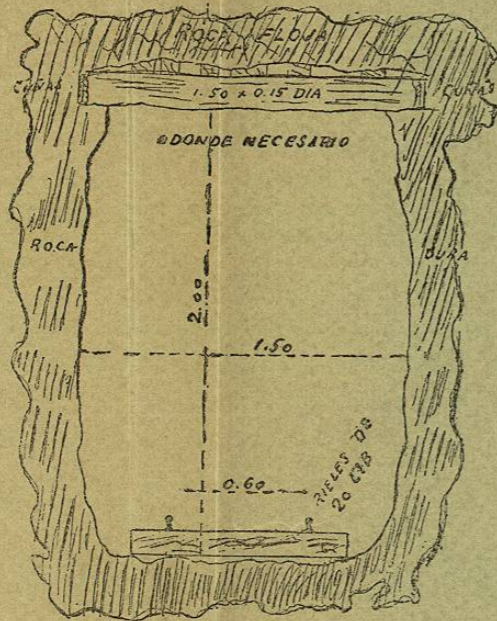 ROCA FLOJA
CUÑAS
1.50 x 0.15 DIA
CUÑAS
DONDE NECESARIO
ROCA
DURA
2.00
1.50
0.60
RIELES DE
20 LIB